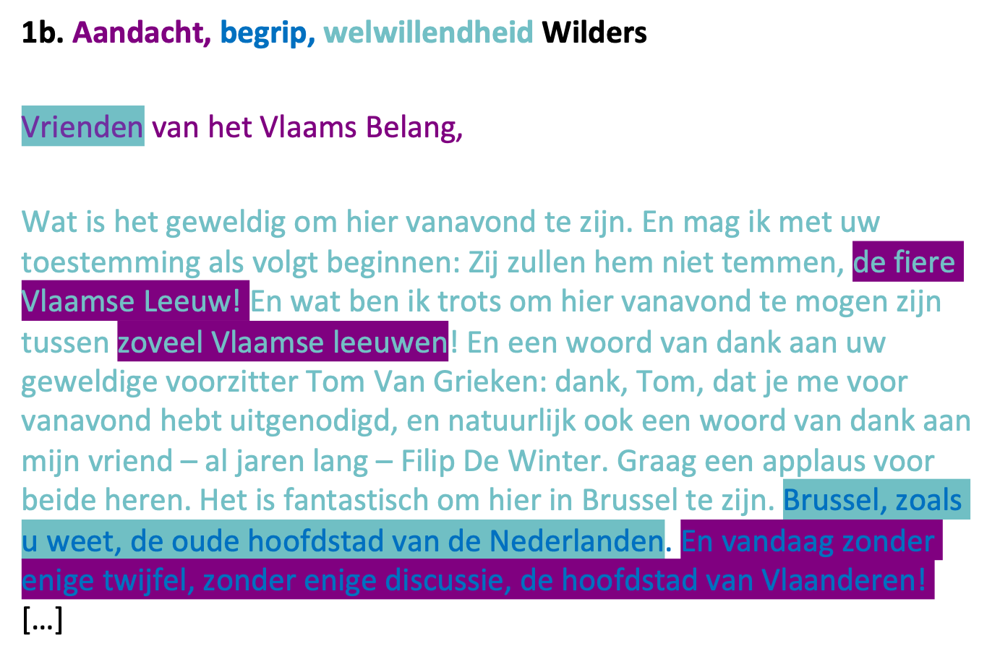 1b. Aandacht, begrip, welwillendheid Wilders
Vrienden van het Vlaams Belang,
Wat is het geweldig om hier vanavond te zijn. En mag ik met uw
toestemming als volgt beginnen: Zij zullen hem niet temmen, de fiere
Vlaamse Leeuw! En wat ben ik trots om hier vanavond te mogen zijn
tussen zoveel Vlaamse leeuwen! En een woord van dank aan uw
geweldige voorzitter Tom Van Grieken: dank, Tom, dat je me voor
vanavond hebt uitgenodigd, en natuurlijk ook een woord van dank aan
mijn vriend – al jaren lang – Filip De Winter. Graag een applaus voor
beide heren. Het is fantastisch om hier in Brussel te zijn. Brussel, zoals
u weet, de oude hoofdstad van de Nederlanden. En vandaag zonder
enige twijfel, zonder enige discussie, de hoofdstad van Vlaanderen!
[…]